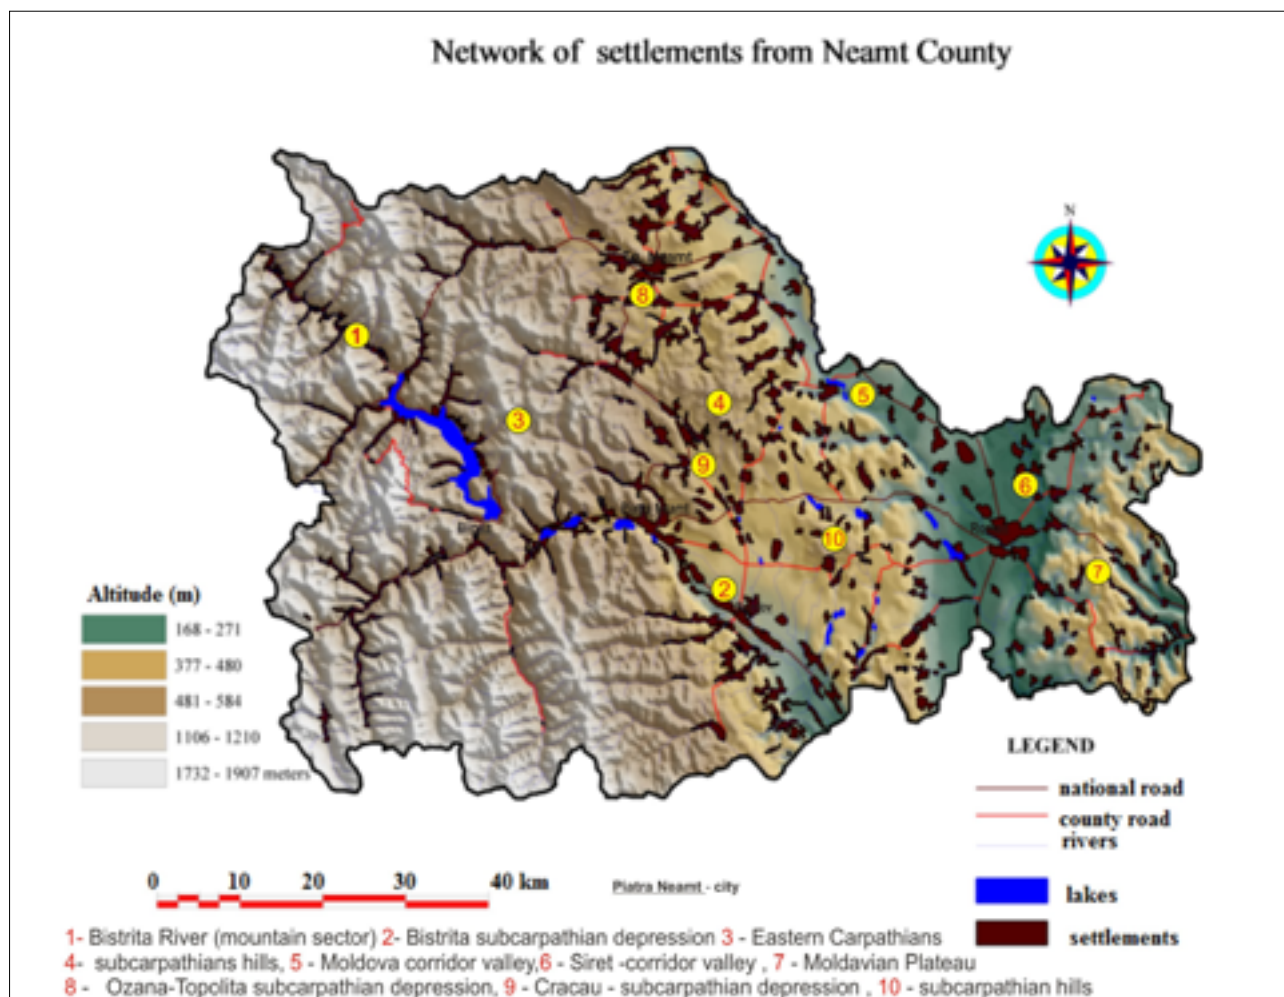 Network of settlements from Neamt County
N
1
2
3
4
5
6
7
8
9
10
Altitude (m)
168 - 271
377 - 480
481 - 584
1106 - 1210
1732 - 1907 meters
LEGEND
national road
county road
rivers
lakes
settlements
0 10 20 30 40 km
Piatra Neamt - city
1- Bistrita River (mountain sector) 2- Bistrita subcarpathian depression 3 - Eastern Carpathians
4- subcarpathians hills, 5 - Moldova corridor valley,6 - Siret -corridor valley , 7 - Moldavian Plateau
8 - Ozana-Topolita subcarpathian depression, 9 - Cracau - subcarpathian depression , 10 - subcarpathian hills